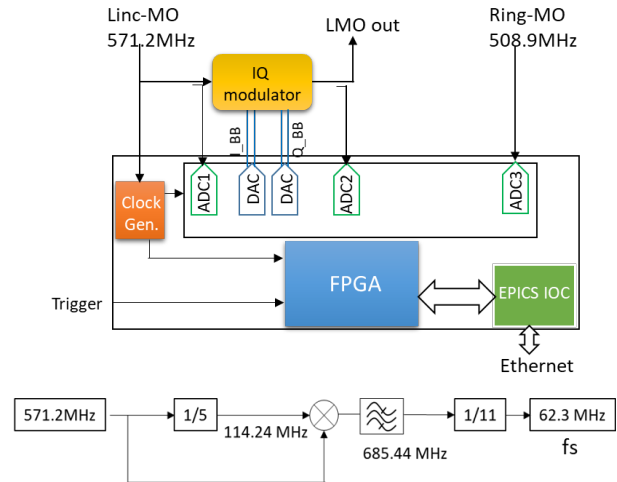 Linc-MO
571.2MHz
LMO out
Ring-MO
508.9MHz
IQ
modulator
I_BB
Q_BB
Clock
Gen.
ADC1
DAC
DAC
ADC2
ADC3
FPGA
EPICS IOC
Trigger
Ethernet
571.2MHz
1/5
114.24 MHz
685.44 MHz
1/11
62.3 MHz
fs